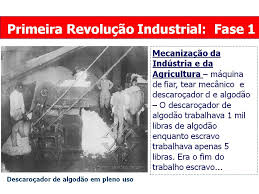 Primeira Revolução Industrial: Fase 1
Mecanização da
Indústria e da
Agricultura – máquina
de fiar, tear mecânico e
descaroçador d e algodão
– O descaroçador de
algodão trabalhava 1 mil
libras de algodão
enquanto escravo
trabalhava apenas 5
libras. Era o fim do
trabalho escravo...
Descaroçador de algodão em pleno uso